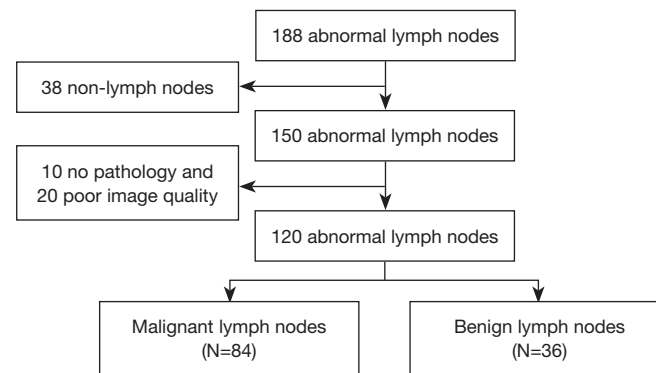 188 abnormal lymph nodes
38 non-lymph nodes
150 abnormal lymph nodes
10 no pathology and
20 poor image quality
120 abnormal lymph nodes
Malignant lymph nodes
(N=84)
Benign lymph nodes
(N=36)